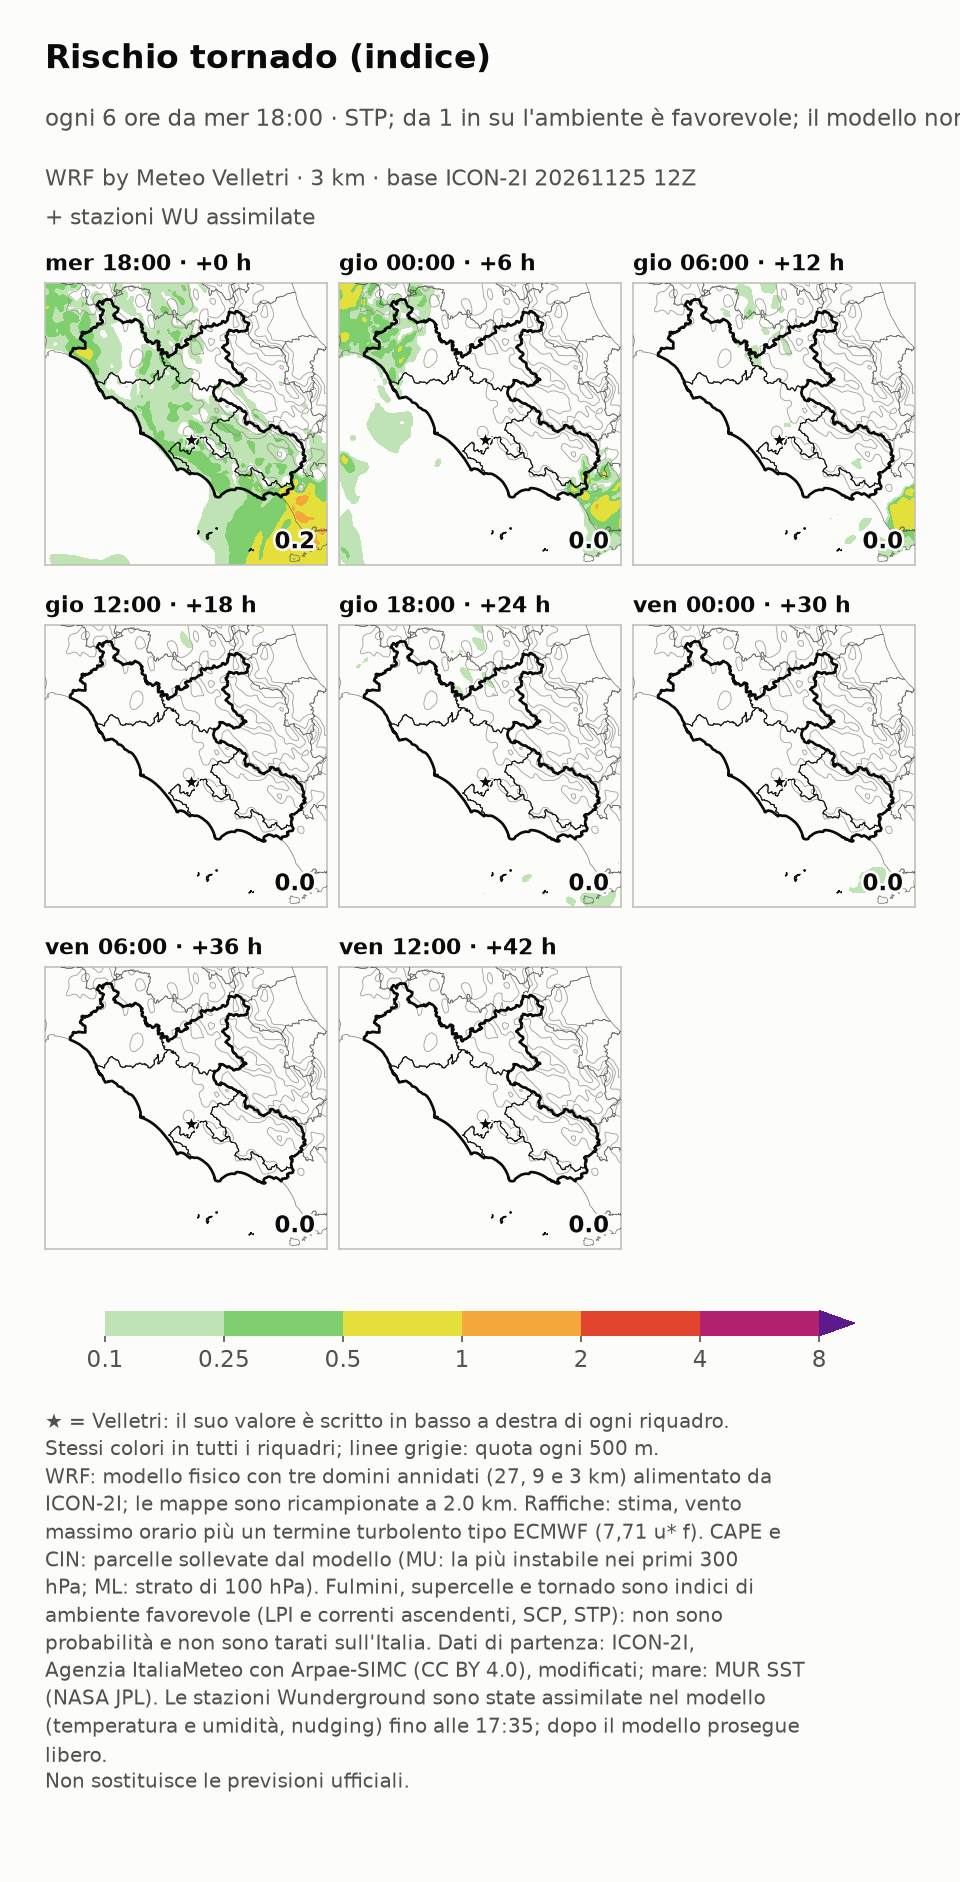 Rischio tornado (indice)
ogni 6 ore da mer 18:00 · STP; da 1 in su l'ambiente è favorevole; il modello non
WRF by Meteo Velletri · 3 km · base ICON-2I 20261125 12Z
+ stazioni WU assimilate
mer 18:00 · +0 h
gio 00:00 · +6 h
gio 06:00 · +12 h
0.2
0.0
0.0
gio 12:00 · +18 h
gio 18:00 · +24 h
ven 00:00 · +30 h
0.0
0.0
0.0
ven 06:00 · +36 h
ven 12:00 · +42 h
0.0
0.0
0.1 0.25 0.5 1 2 4 8
★ = Velletri: il suo valore è scritto in basso a destra di ogni riquadro.
Stessi colori in tutti i riquadri; linee grigie: quota ogni 500 m.
WRF: modello fisico con tre domini annidati (27, 9 e 3 km) alimentato da
ICON-2I; le mappe sono ricampionate a 2.0 km. Raffiche: stima, vento
massimo orario più un termine turbolento tipo ECMWF (7,71 u* f). CAPE e
CIN: parcelle sollevate dal modello (MU: la più instabile nei primi 300
hPa; ML: strato di 100 hPa). Fulmini, supercelle e tornado sono indici di
ambiente favorevole (LPI e correnti ascendenti, SCP, STP): non sono
probabilità e non sono tarati sull'Italia. Dati di partenza: ICON-2I,
Agenzia ItaliaMeteo con Arpae-SIMC (CC BY 4.0), modificati; mare: MUR SST
(NASA JPL). Le stazioni Wunderground sono state assimilate nel modello
(temperatura e umidità, nudging) fino alle 17:35; dopo il modello prosegue
libero.
Non sostituisce le previsioni ufficiali.